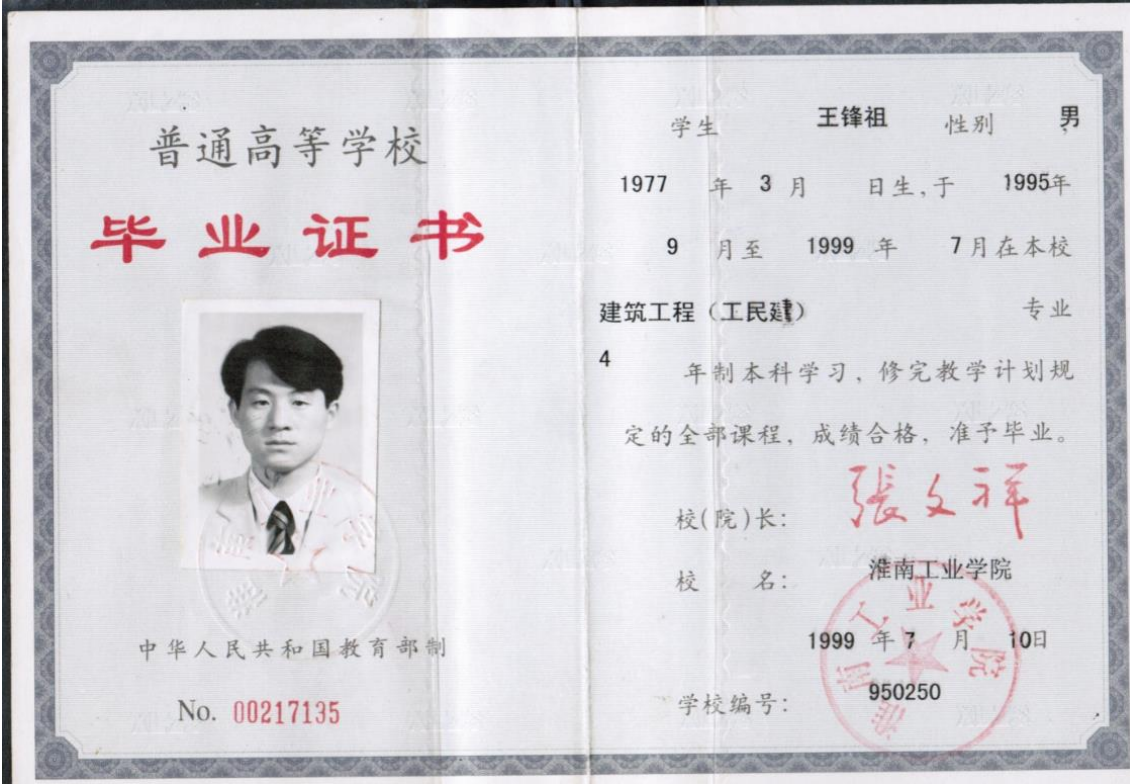 普通高等学校
毕业证书
中华人民共和国教育部制
No. 00217135
学生 王锋祖 性别 男
1977 年 3 月 日生,于 1995年
9 月至 1999 年 7月在本校
建筑工程（工民建） 专业
4 年制本科学习，修完教学计划规
定的全部课程，成绩合格，准予毕业。
校(院)长： 張文祥
校 名： 淮南工业学院
1999 年 7 月 10日
学校编号： 950250
淮南工业学院